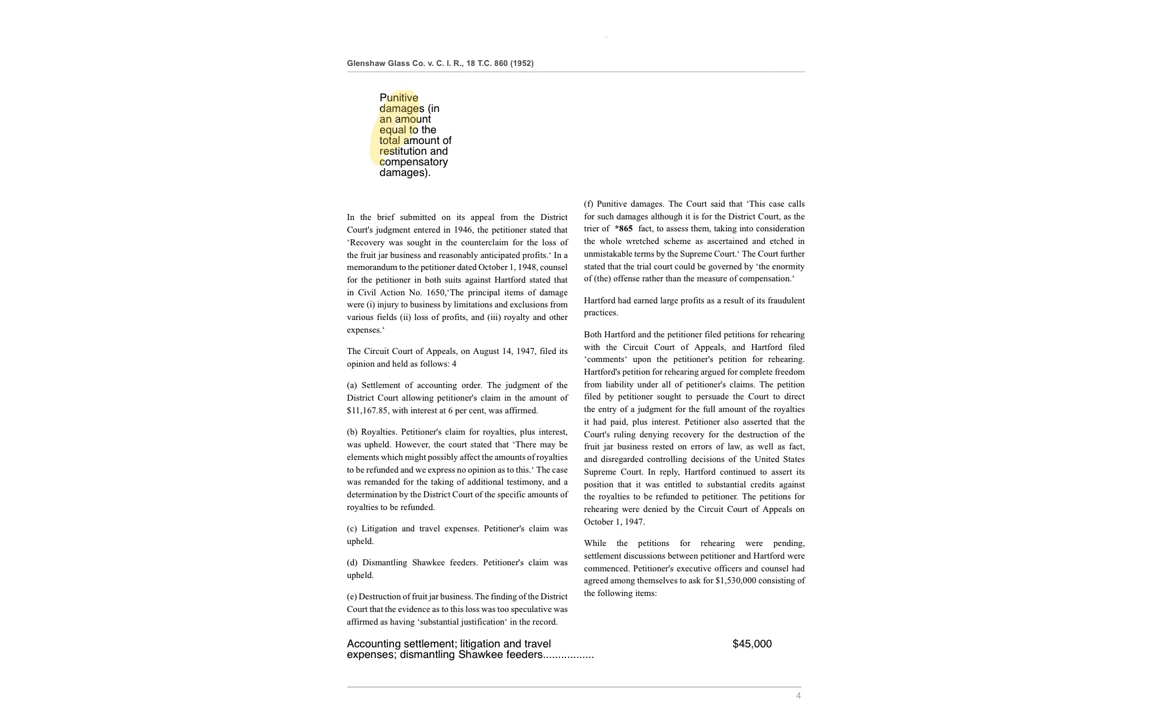 Glenshaw Glass Co. v. C. I. R., 18 T.C. 860 (1952)
Punitive
damages (in
an amount
equal to the
total amount of
restitution and
compensatory
damages).
In the brief submitted on its appeal from the District
Court's judgment entered in 1946, the petitioner stated that
‘Recovery was sought in the counterclaim for the loss of
the fruit jar business and reasonably anticipated profits.‘ In a
memorandum to the petitioner dated October 1, 1948, counsel
for the petitioner in both suits against Hartford stated that
in Civil Action No. 1650,‘The principal items of damage
were (i) injury to business by limitations and exclusions from
various fields (ii) loss of profits, and (iii) royalty and other
expenses.‘
The Circuit Court of Appeals, on August 14, 1947, filed its
opinion and held as follows: 4
(a) Settlement of accounting order. The judgment of the
District Court allowing petitioner's claim in the amount of
$11,167.85, with interest at 6 per cent, was affirmed.
(b) Royalties. Petitioner's claim for royalties, plus interest,
was upheld. However, the court stated that ‘There may be
elements which might possibly affect the amounts of royalties
to be refunded and we express no opinion as to this.‘ The case
was remanded for the taking of additional testimony, and a
determination by the District Court of the specific amounts of
royalties to be refunded.
(c) Litigation and travel expenses. Petitioner's claim was
upheld.
(d) Dismantling Shawkee feeders. Petitioner's claim was
upheld.
(e) Destruction of fruit jar business. The finding of the District
Court that the evidence as to this loss was too speculative was
affirmed as having ‘substantial justification‘ in the record.
(f) Punitive damages. The Court said that ‘This case calls
for such damages although it is for the District Court, as the
trier of *865 fact, to assess them, taking into consideration
the whole wretched scheme as ascertained and etched in
unmistakable terms by the Supreme Court.‘ The Court further
stated that the trial court could be governed by ‘the enormity
of (the) offense rather than the measure of compensation.‘
Hartford had earned large profits as a result of its fraudulent
practices.
Both Hartford and the petitioner filed petitions for rehearing
with the Circuit Court of Appeals, and Hartford filed
‘comments‘ upon the petitioner's petition for rehearing.
Hartford's petition for rehearing argued for complete freedom
from liability under all of petitioner's claims. The petition
filed by petitioner sought to persuade the Court to direct
the entry of a judgment for the full amount of the royalties
it had paid, plus interest. Petitioner also asserted that the
Court's ruling denying recovery for the destruction of the
fruit jar business rested on errors of law, as well as fact,
and disregarded controlling decisions of the United States
Supreme Court. In reply, Hartford continued to assert its
position that it was entitled to substantial credits against
the royalties to be refunded to petitioner. The petitions for
rehearing were denied by the Circuit Court of Appeals on
October 1, 1947.
While the petitions for rehearing were pending,
settlement discussions between petitioner and Hartford were
commenced. Petitioner's executive officers and counsel had
agreed among themselves to ask for $1,530,000 consisting of
the following items:
Accounting settlement; litigation and travel
expenses; dismantling Shawkee feeders.................
$45,000
4